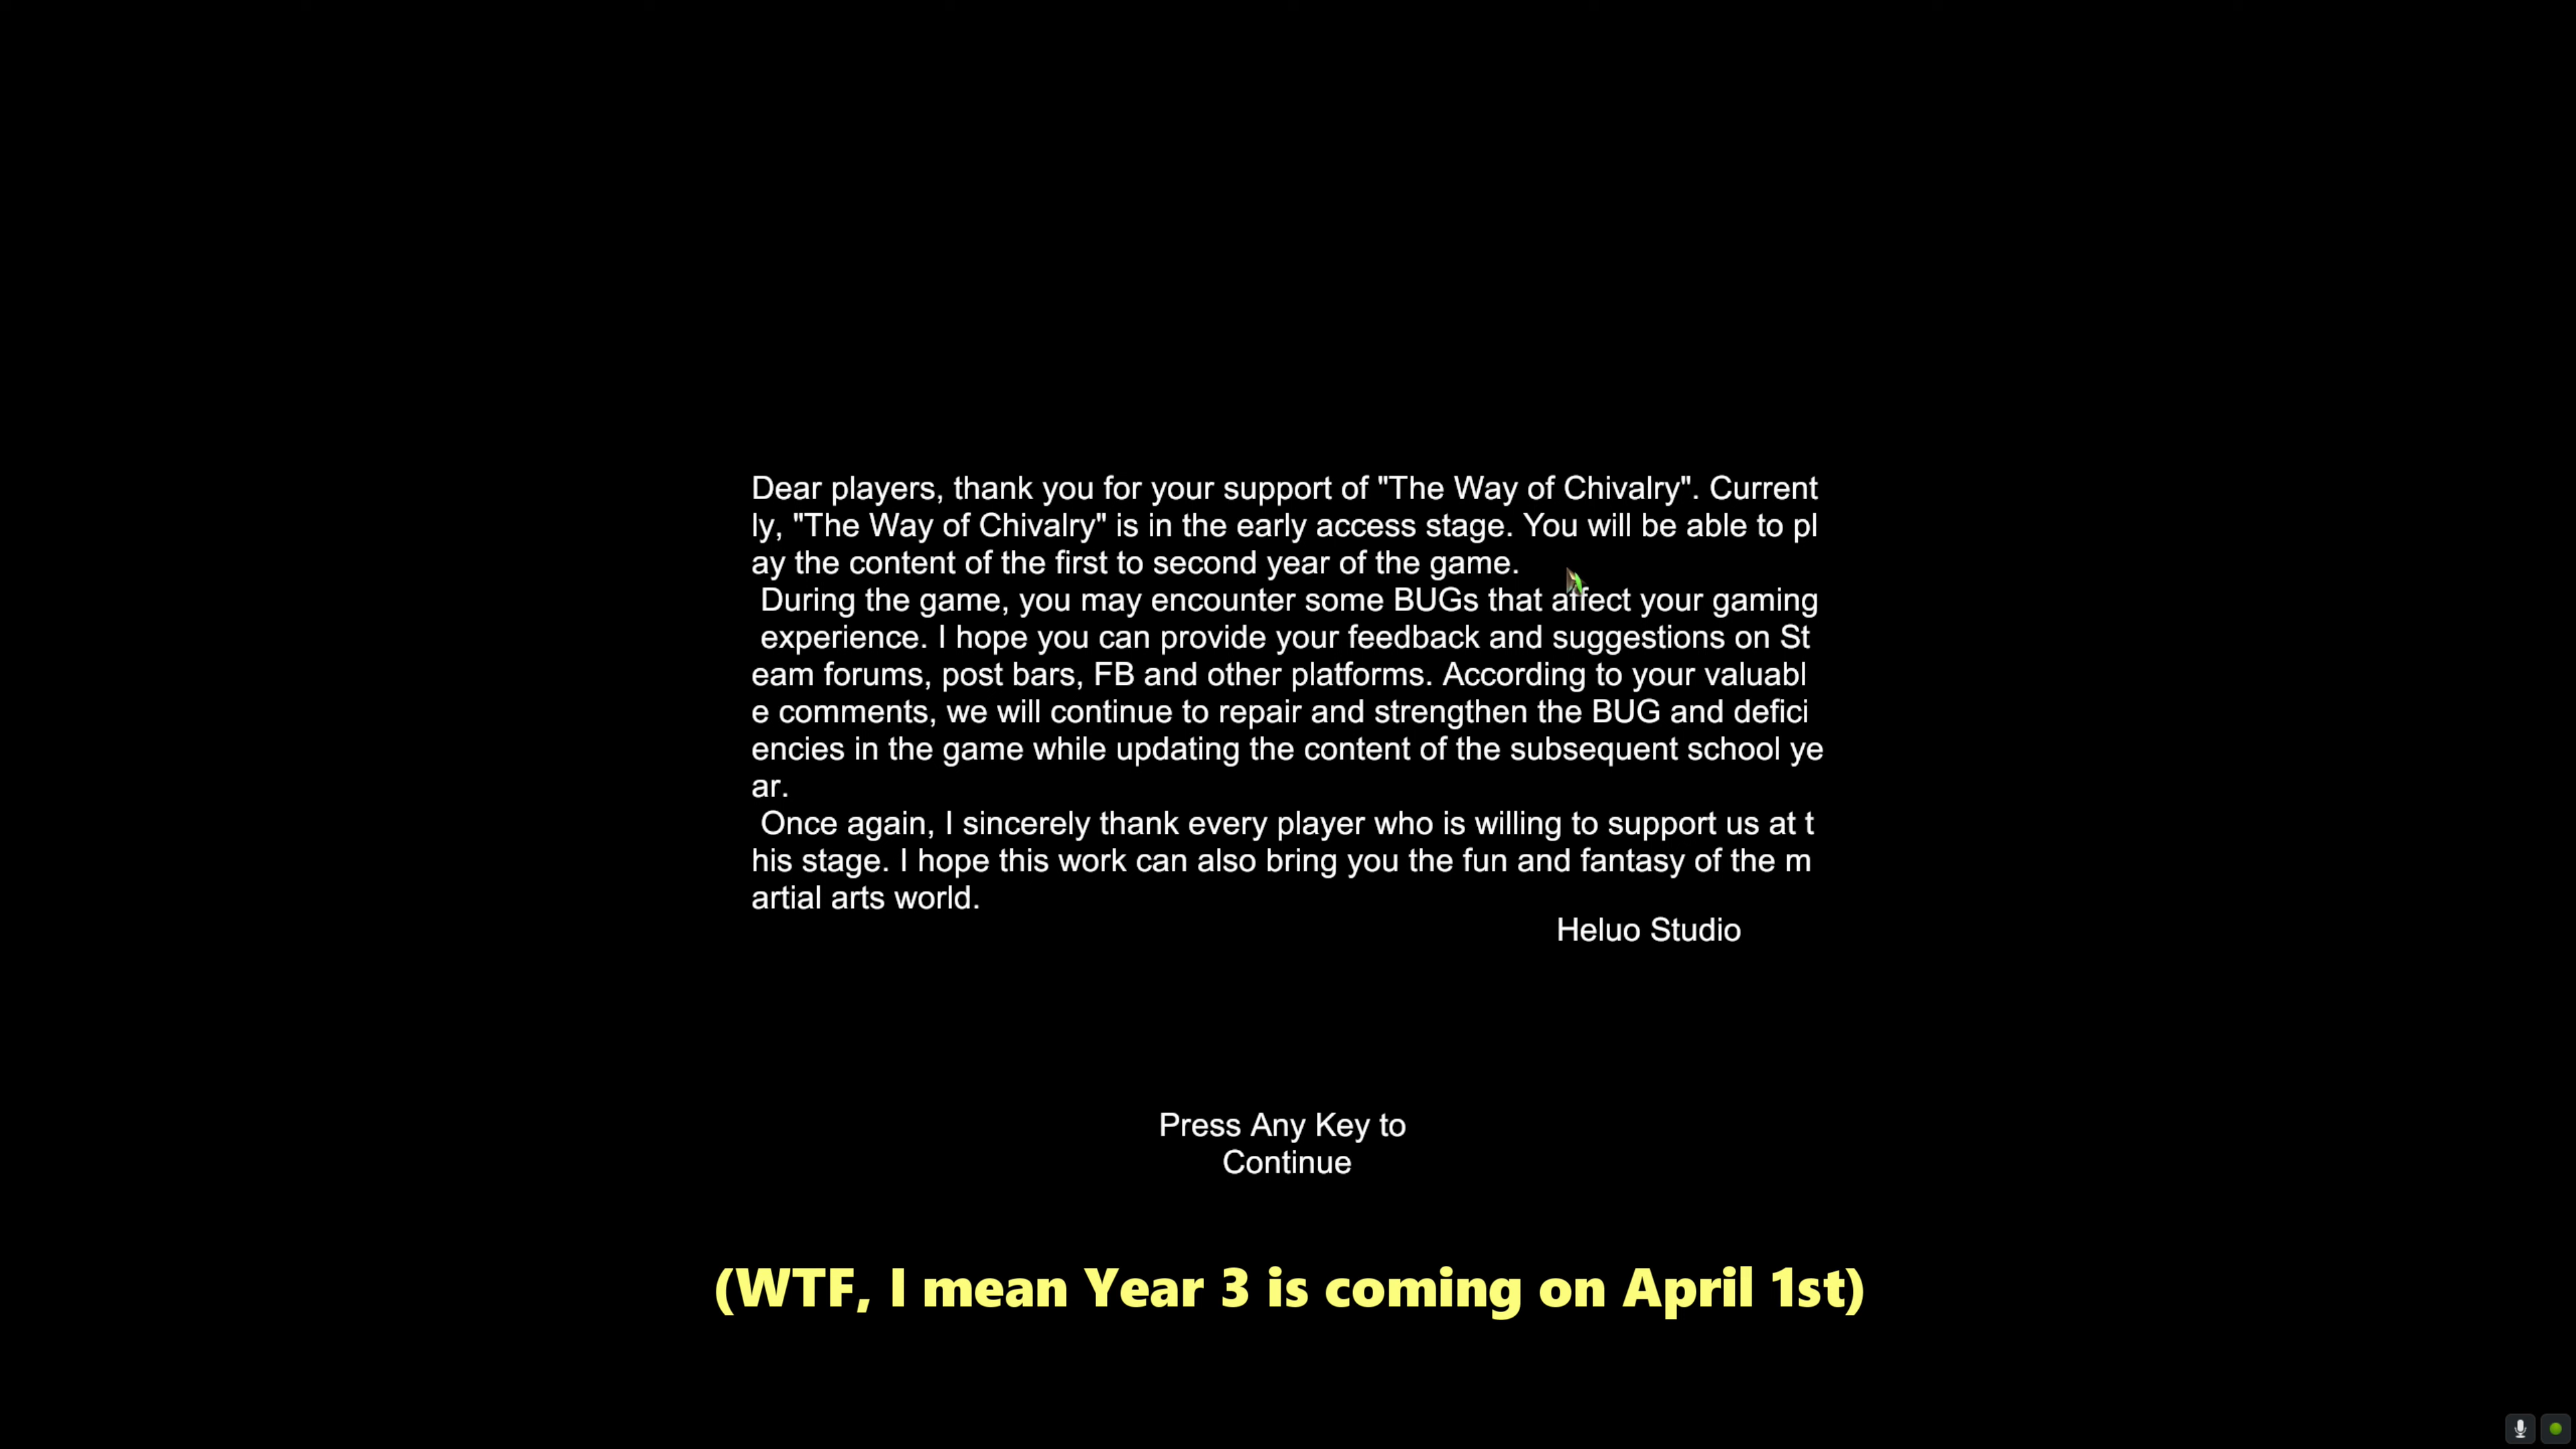 Dear players, thank you for your support of "The Way of Chivalry". Current
ly, "The Way of Chivalry" is in the early access stage. You will be able to pl
ay the content of the first to second year of the game.
During the game, you may encounter some BUGs that affect your gaming
experience. I hope you can provide your feedback and suggestions on St
eam forums, post bars, FB and other platforms. According to your valuabl
e comments, we will continue to repair and strengthen the BUG and defici
encies in the game while updating the content of the subsequent school ye
ar.
Once again, I sincerely thank every player who is willing to support us at t
his stage. I hope this work can also bring you the fun and fantasy of the m
artial arts world.
Heluo Studio
Press Any Key to
Continue
(WTF, I mean Year 3 is coming on April 1st)